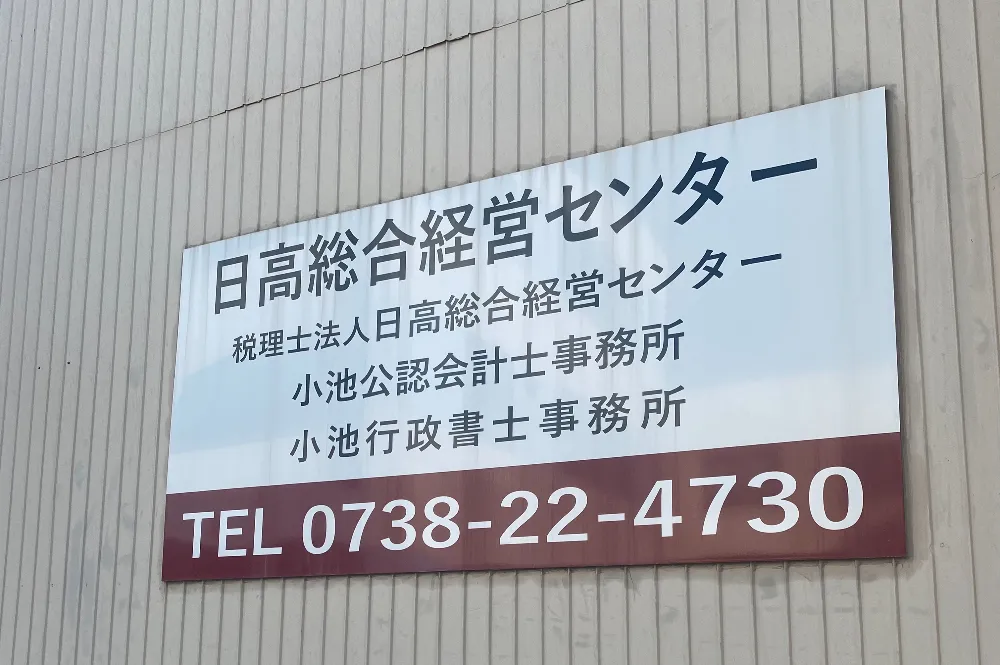 日高総合経営センター
税理士法人日高総合経営センター
小池公認会計士事務所
小池行政書士事務所
TEL 0738-22-4730